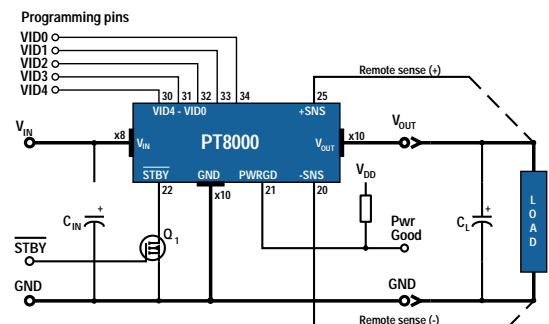 Programming pins
VID0
VID1
VID2
VID3
VID4
30 31 32 33 34
25
Remote sense (+)
VID4 - VID0
+SNS
VIN
x8
VIN
PT8000
VOUT
x10
VOUT
STBY
GND
PWRGD
-SNS
22
x10
21
20
VDD
CIN
+
Q1
Pwr
Good
CL
+
LOAD
STBY
GND
GND
Remote sense (-)